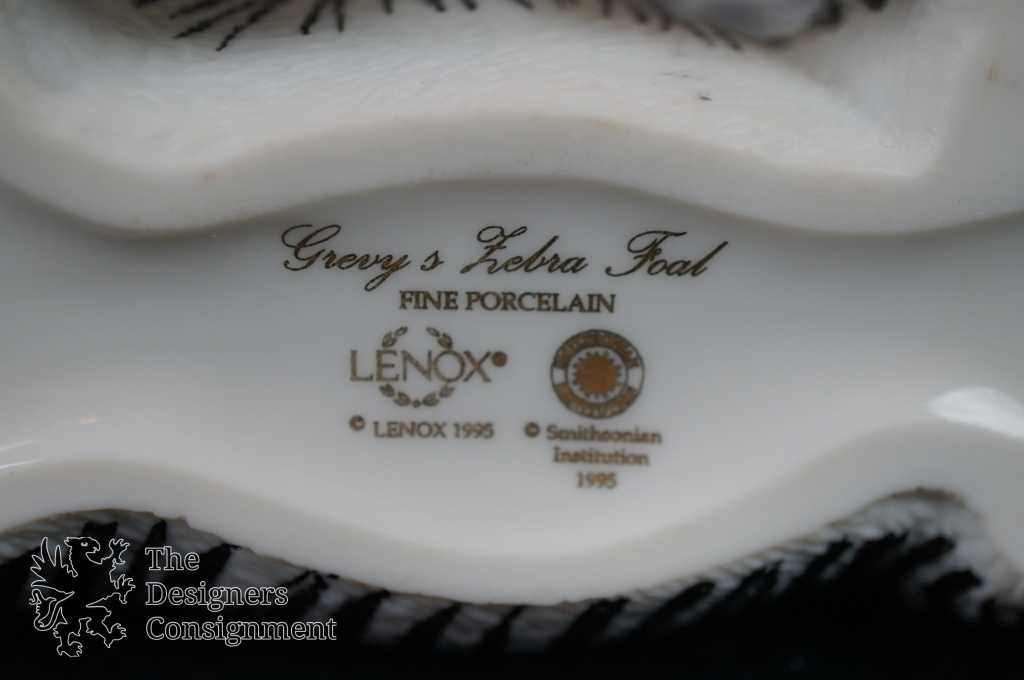 Grevy's Zebra Foal
FINE PORCELAIN
LENOX®
© LENOX 1995
© Smithsonian
Institution
1995
The
Designers
Consignment